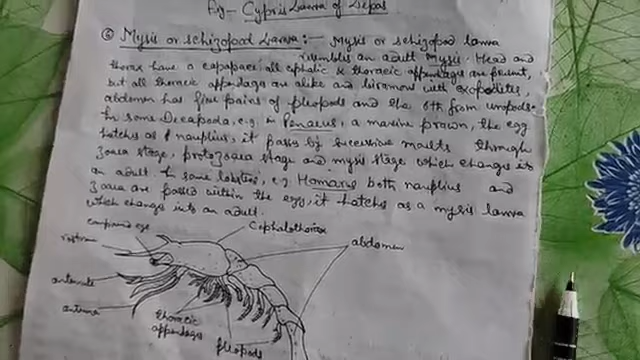 Fig- Cypris Larva of Lepas
⑥ Mysis or schizopod Larva :- Mysis or schizopod larva
resembles an adult Mysis. Head and
thorax have a carapace; all cephalic & thoracic appendages are present,
but all thoracic appendages are alike and biramous with exopodites,
abdomen has five pairs of pleopods and the 6th from uropods.
In some Decapoda, e.g. in Penaeus, a marine prawn, the egg
hatches as nauplius, it passes by successive moults through
zoaea stage, protozoaea stage and mysis stage which changes into
an adult. In some lobsters, e.g. Homarus both nauplius and
zoaea are passed within the egg, it hatches as a mysis larva
which changes into an adult.
compound eye
Cephalothorax
rostrum
abdomen
antennule
antenna
thoracic
appendages
pleopods